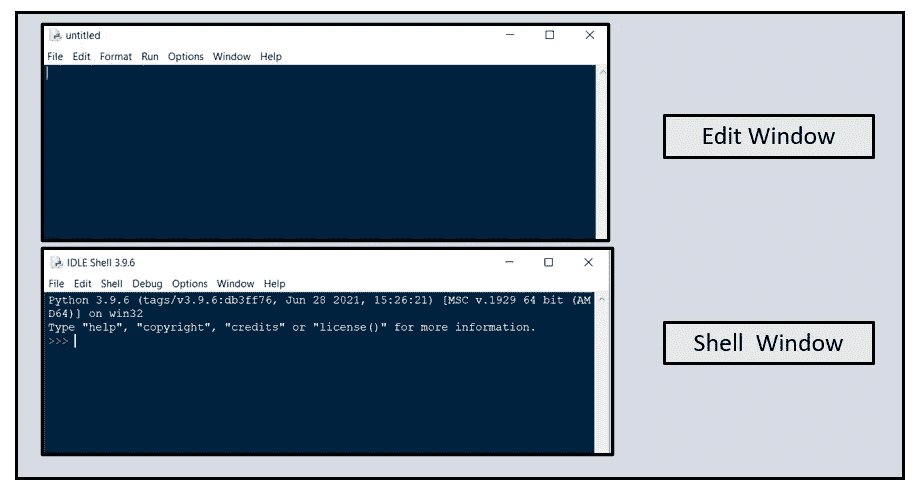 untitled
File Edit Format Run Options Window Help
Edit Window
IDLE Shell 3.9.6
File Edit Shell Debug Options Window Help
Python 3.9.6 (tags/v3.9.6:db3ff76, Jun 28 2021, 15:26:21) [MSC v.1929 64 bit (AM
D64)] on win32
Type "help", "copyright", "credits" or "license()" for more information.
>>>
Shell Window